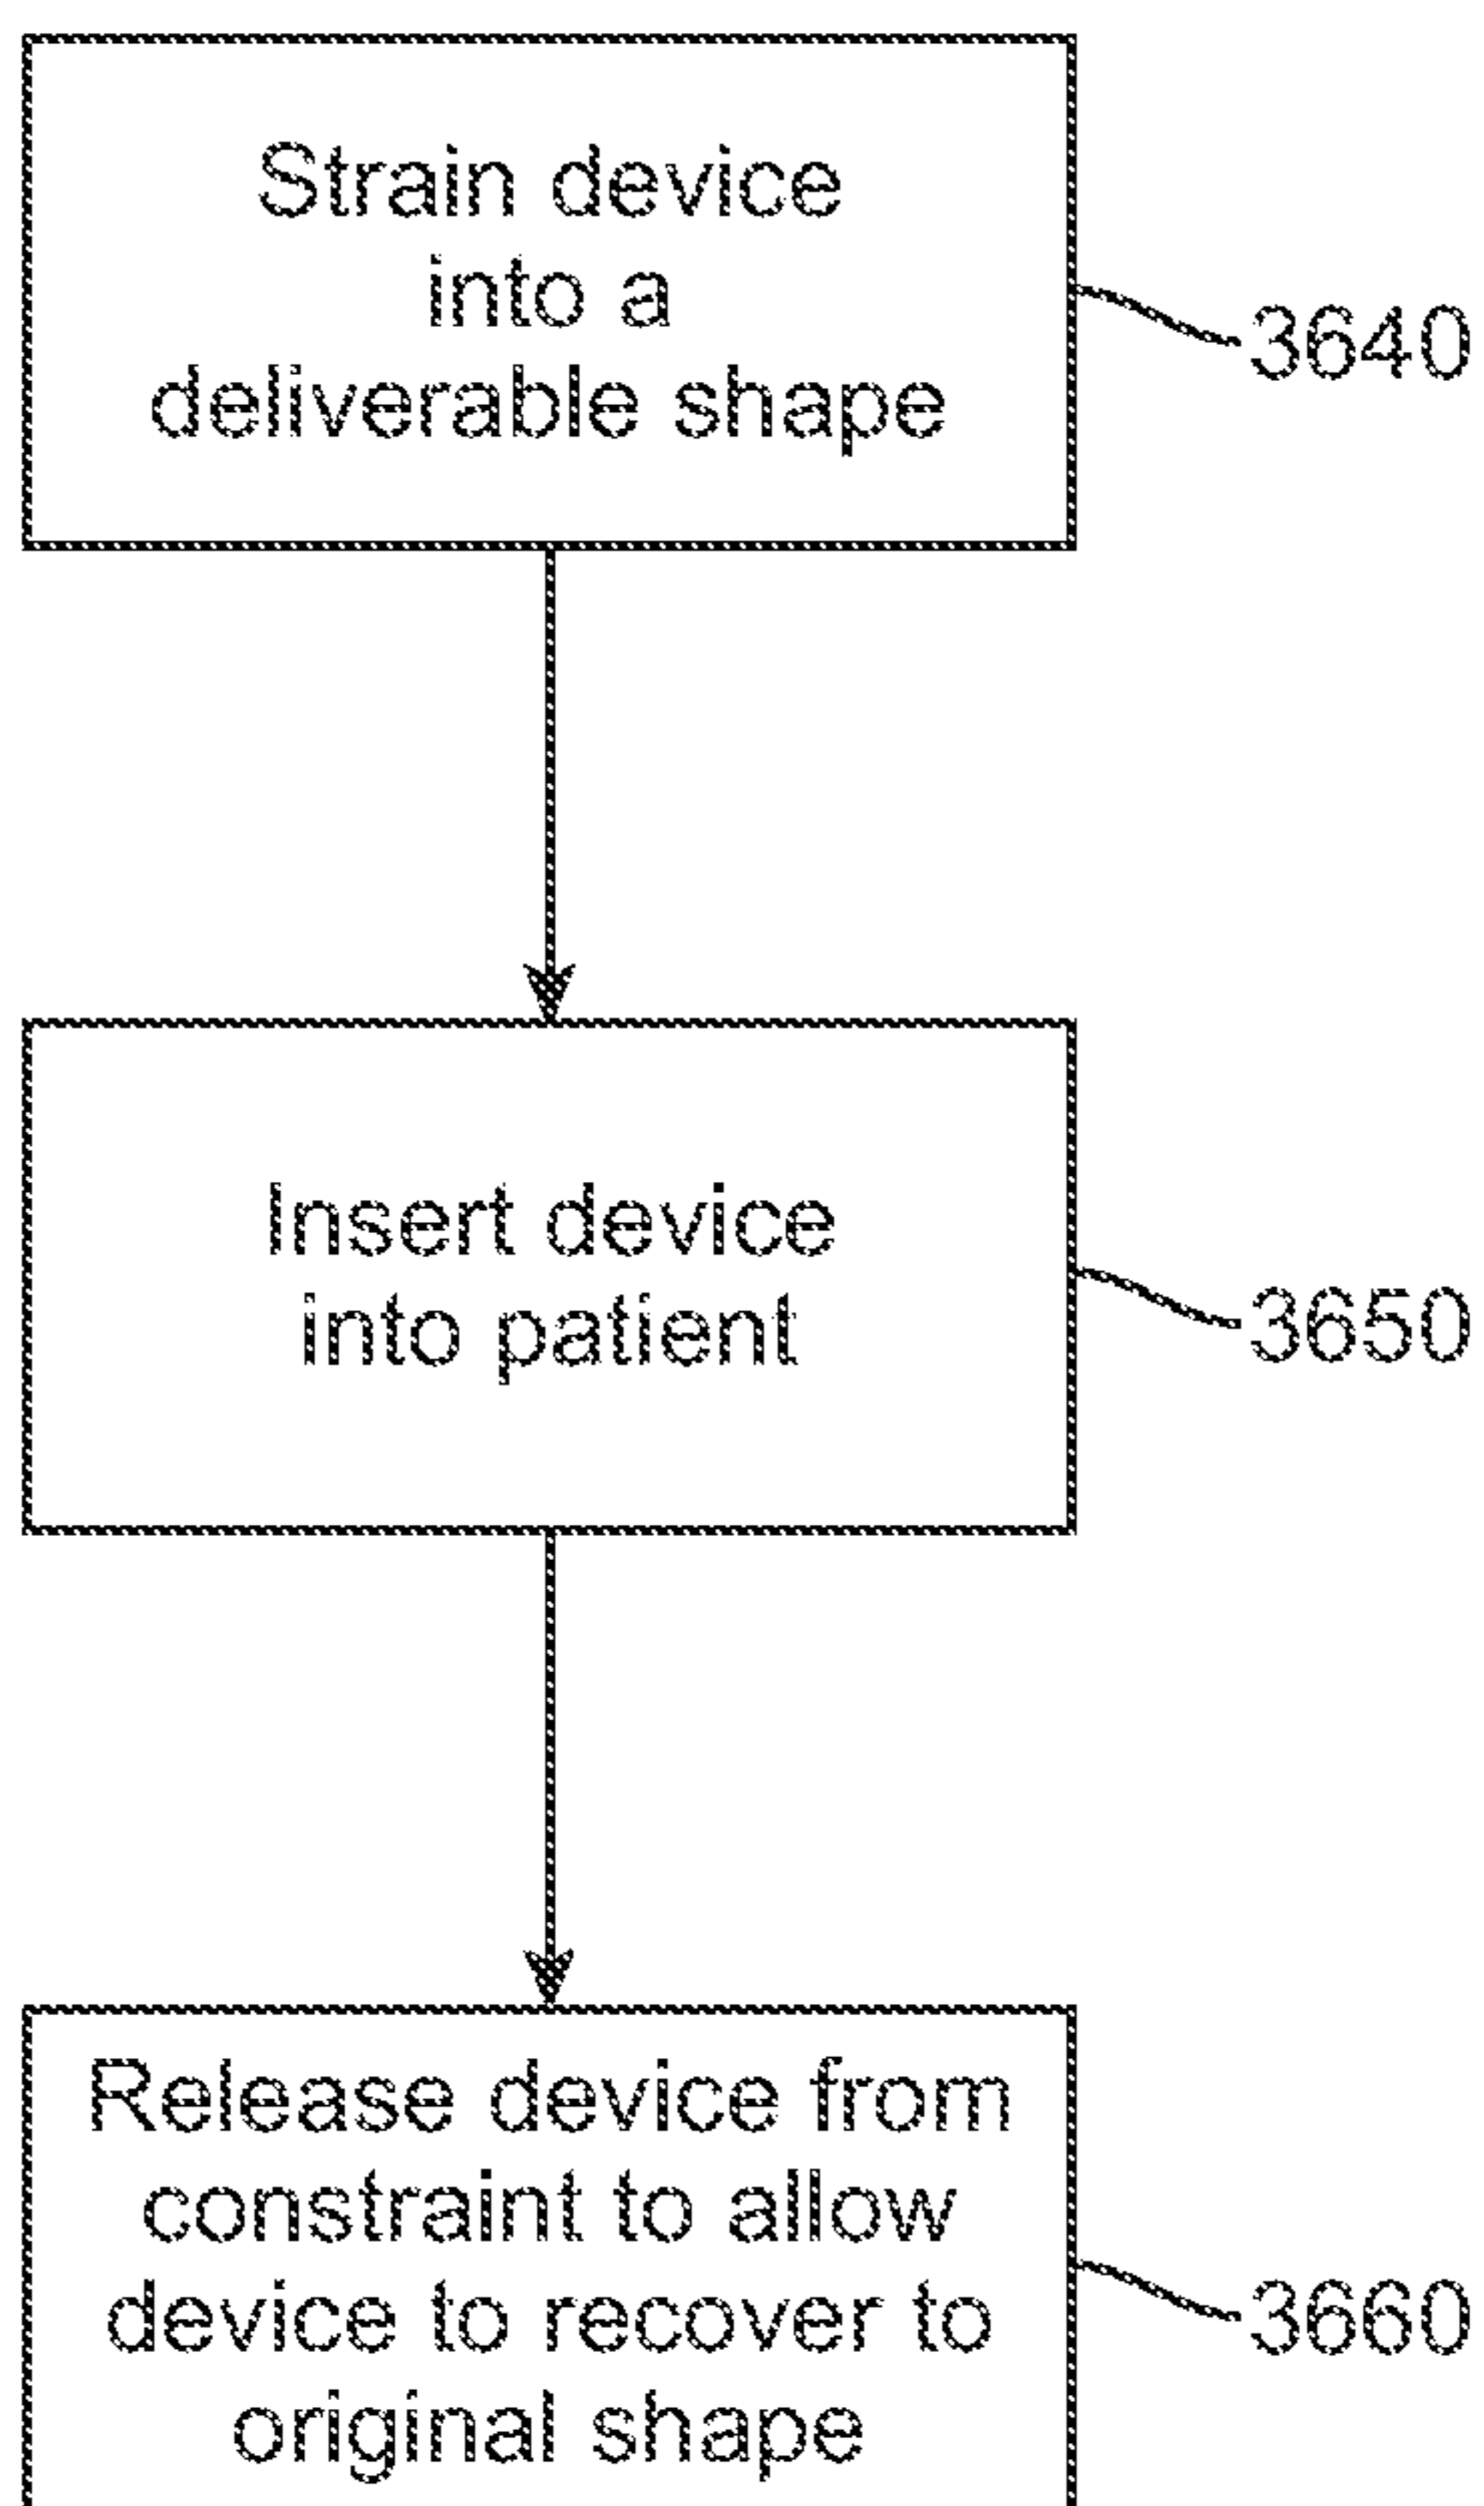 Strain device
into a
deliverable shape
3640
Insert device
into patient
3650
Release device from
constraint to allow
device to recover to
original shape
3660